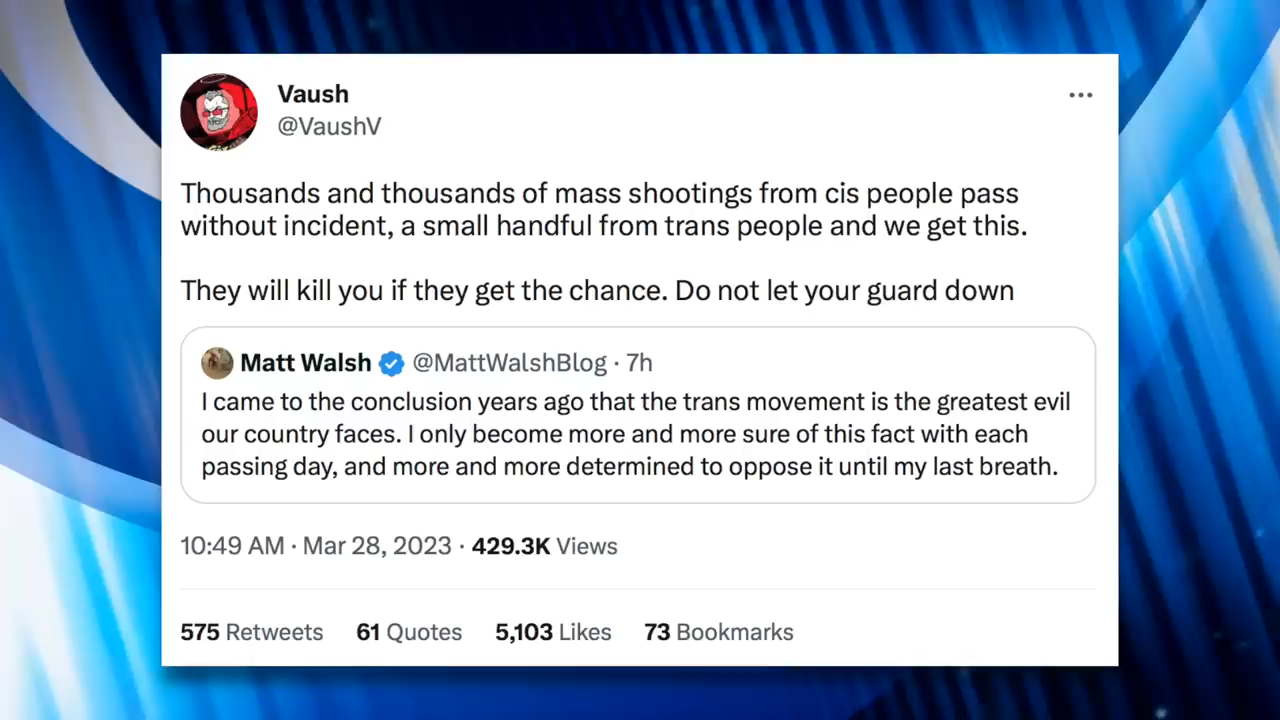 Vaush
@VaushV
Thousands and thousands of mass shootings from cis people pass
without incident, a small handful from trans people and we get this.
They will kill you if they get the chance. Do not let your guard down
Matt Walsh @MattWalshBlog · 7h
I came to the conclusion years ago that the trans movement is the greatest evil
our country faces. I only become more and more sure of this fact with each
passing day, and more and more determined to oppose it until my last breath.
10:49 AM · Mar 28, 2023 · 429.3K Views
575 Retweets 61 Quotes 5,103 Likes 73 Bookmarks